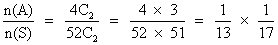 n(A)/n(S) = 4C₂/52C₂ = 4 × 3/52 × 51 = 1/13 × 1/17